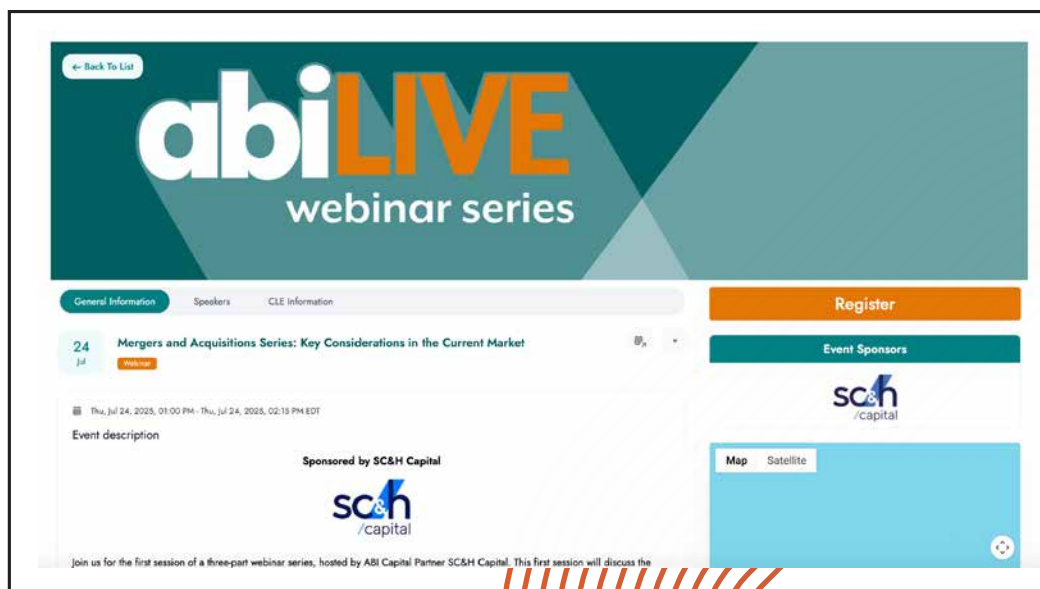 ← Back To List
abiLIVE
webinar series
General Information Speakers CLE Information
Register
24
Jul
Mergers and Acquisitions Series: Key Considerations in the Current Market
Webinar
Event Sponsors
sc&h
/capital
Thu, Jul 24, 2025, 01:00 PM - Thu, Jul 24, 2025, 02:15 PM EDT
Event description
Sponsored by SC&H Capital
sc&h
/capital
Map Satellite
Join us for the first session of a three-part webinar series, hosted by ABI Capital Partner SC&H Capital. This first session will discuss the